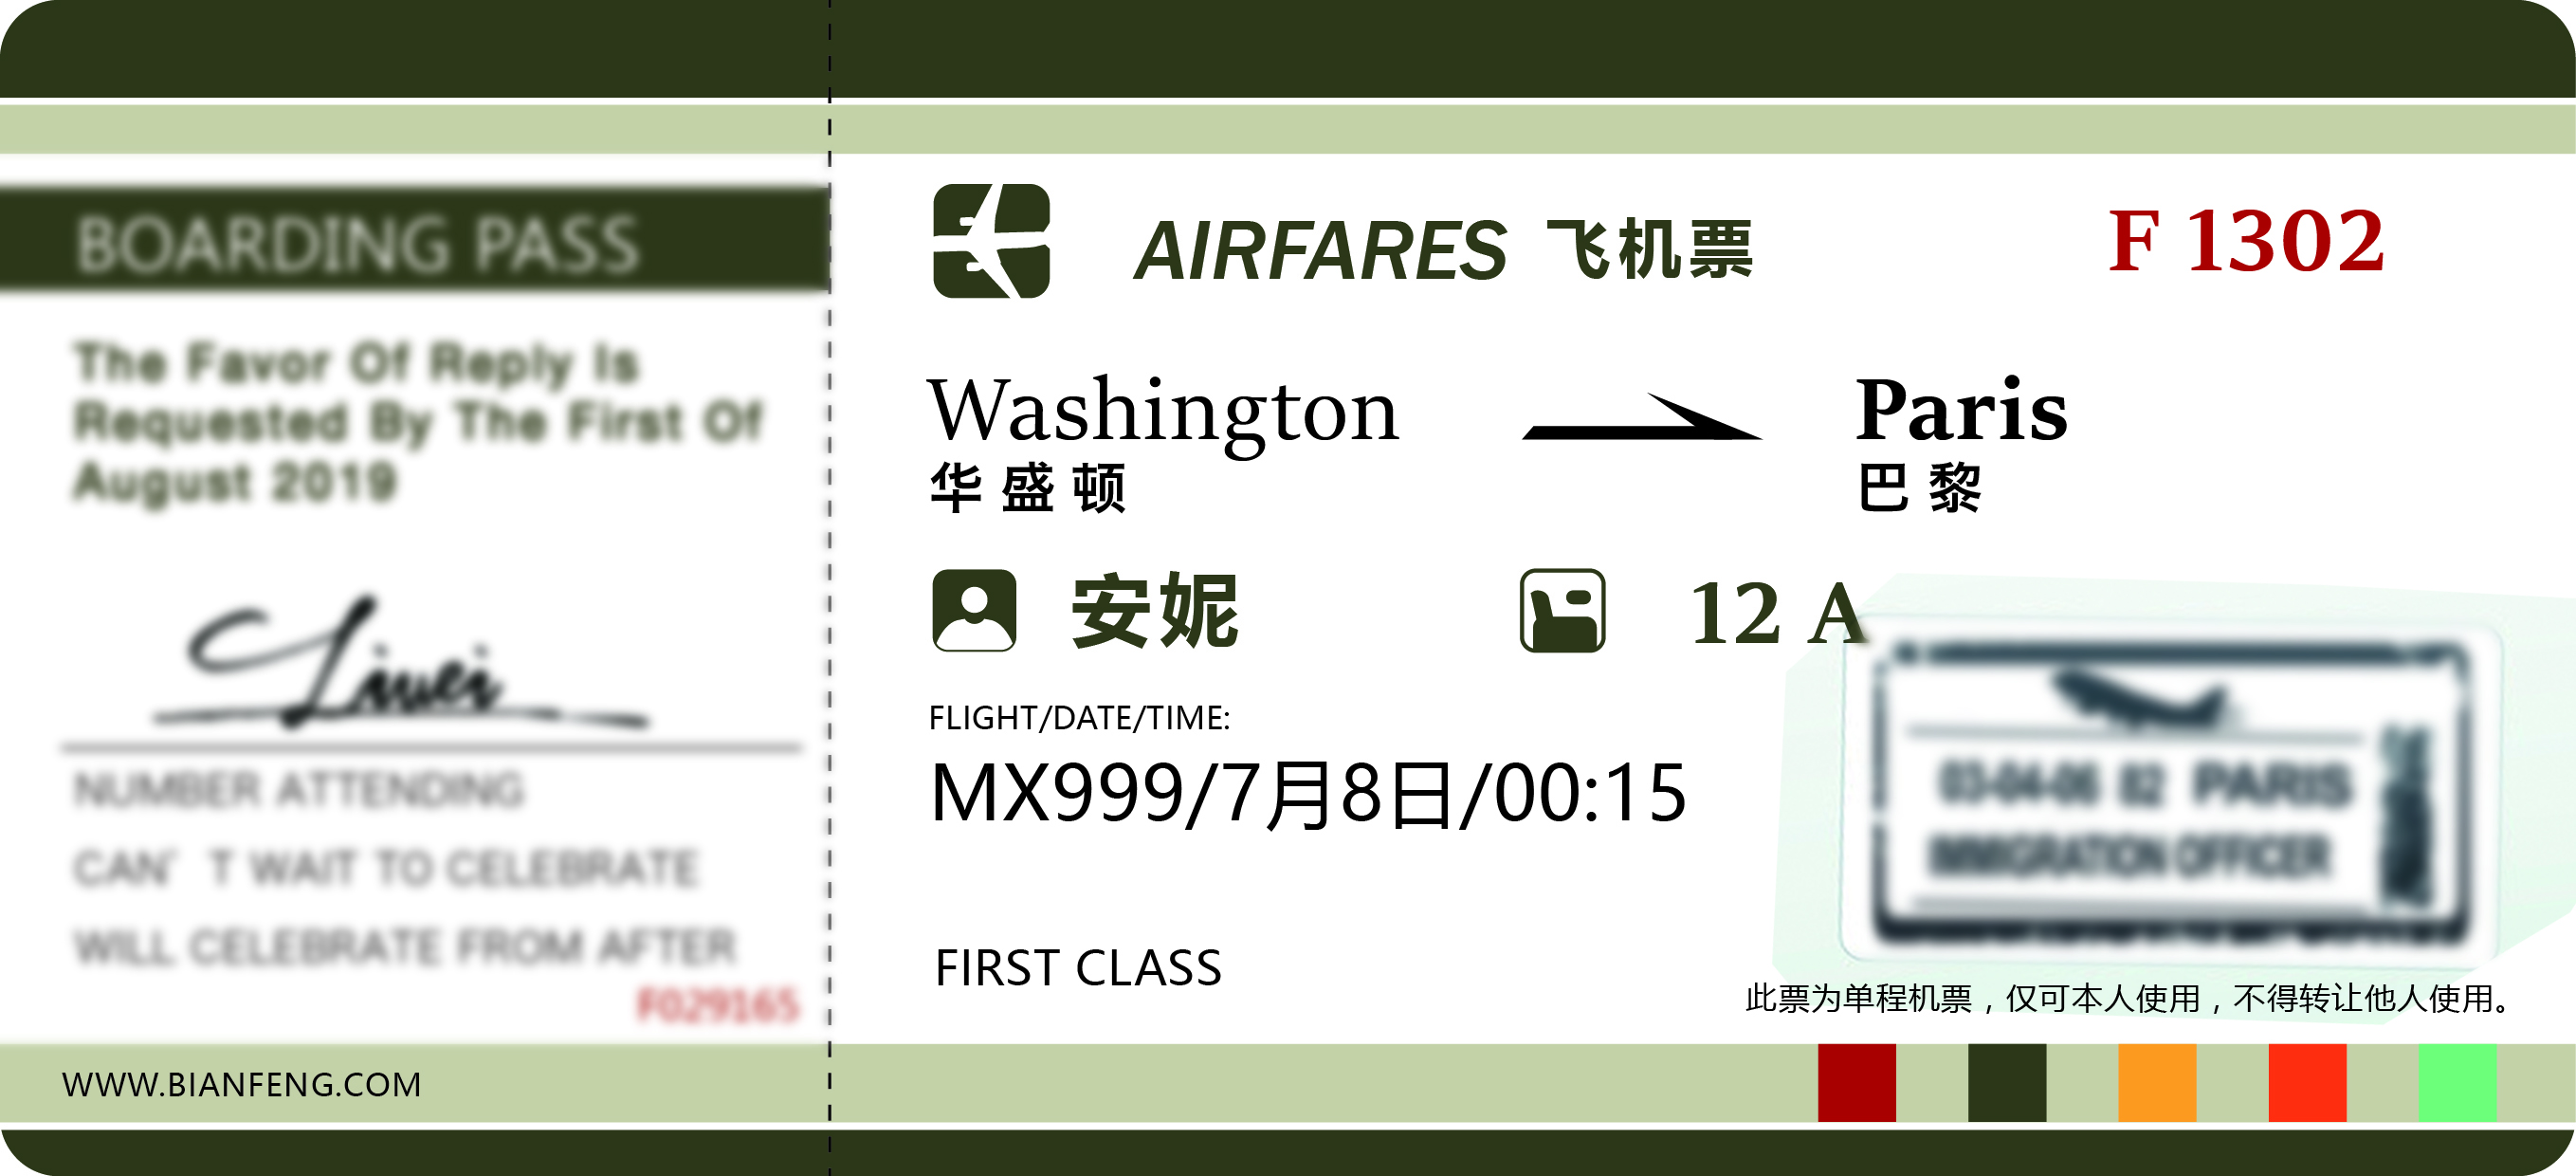 BOARDING PASS
The Favor Of Reply Is
Requested By The First Of
August 2019
NUMBER ATTENDING
CAN'T WAIT TO CELEBRATE
WILL CELEBRATE FROM AFTER
F029165
WWW.BIANFENG.COM
AIRFARES 飞机票
F 1302
Washington
Paris
华盛顿
巴黎
安妮
12 A
FLIGHT/DATE/TIME:
MX999/7月8日/00:15
03-04-06 82 PARIS
IMMIGRATION OFFICER
FIRST CLASS
此票为单程机票，仅可本人使用，不得转让他人使用。